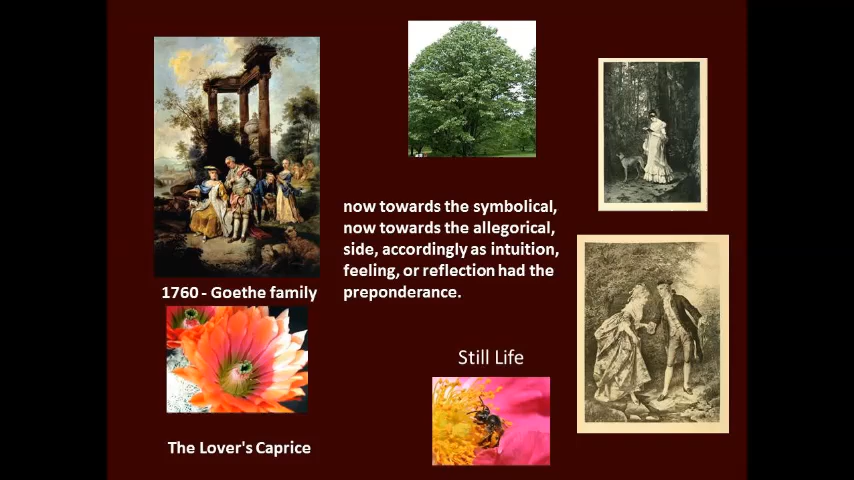 now towards the symbolical,
now towards the allegorical,
side, accordingly as intuition,
feeling, or reflection had the
preponderance.
1760 - Goethe family
Still Life
The Lover's Caprice